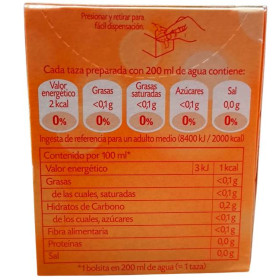 Presionar y retirar para
fácil dispensación.
Cada taza preparada con 200 ml de agua contiene:
Valor energético 2 kcal 0%
Grasas <0,1 g 0%
Grasas saturadas <0,1 g 0%
Azúcares <0,1 g 0%
Sal 0,0 g 0%
Ingesta de referencia para un adulto medio (8400 kJ / 2000 kcal)
Contenido por 100 ml*
Valor energético 3 kJ 1 kcal
Grasas <0,1 g
de las cuales, saturadas <0,1 g
Hidratos de Carbono 0,2 g
de los cuales, azúcares <0,1 g
Fibra alimentaria <0,1 g
Proteínas 0,0 g
Sal 0,0 g
*1 bolsita en 200 ml de agua (= 1 taza)